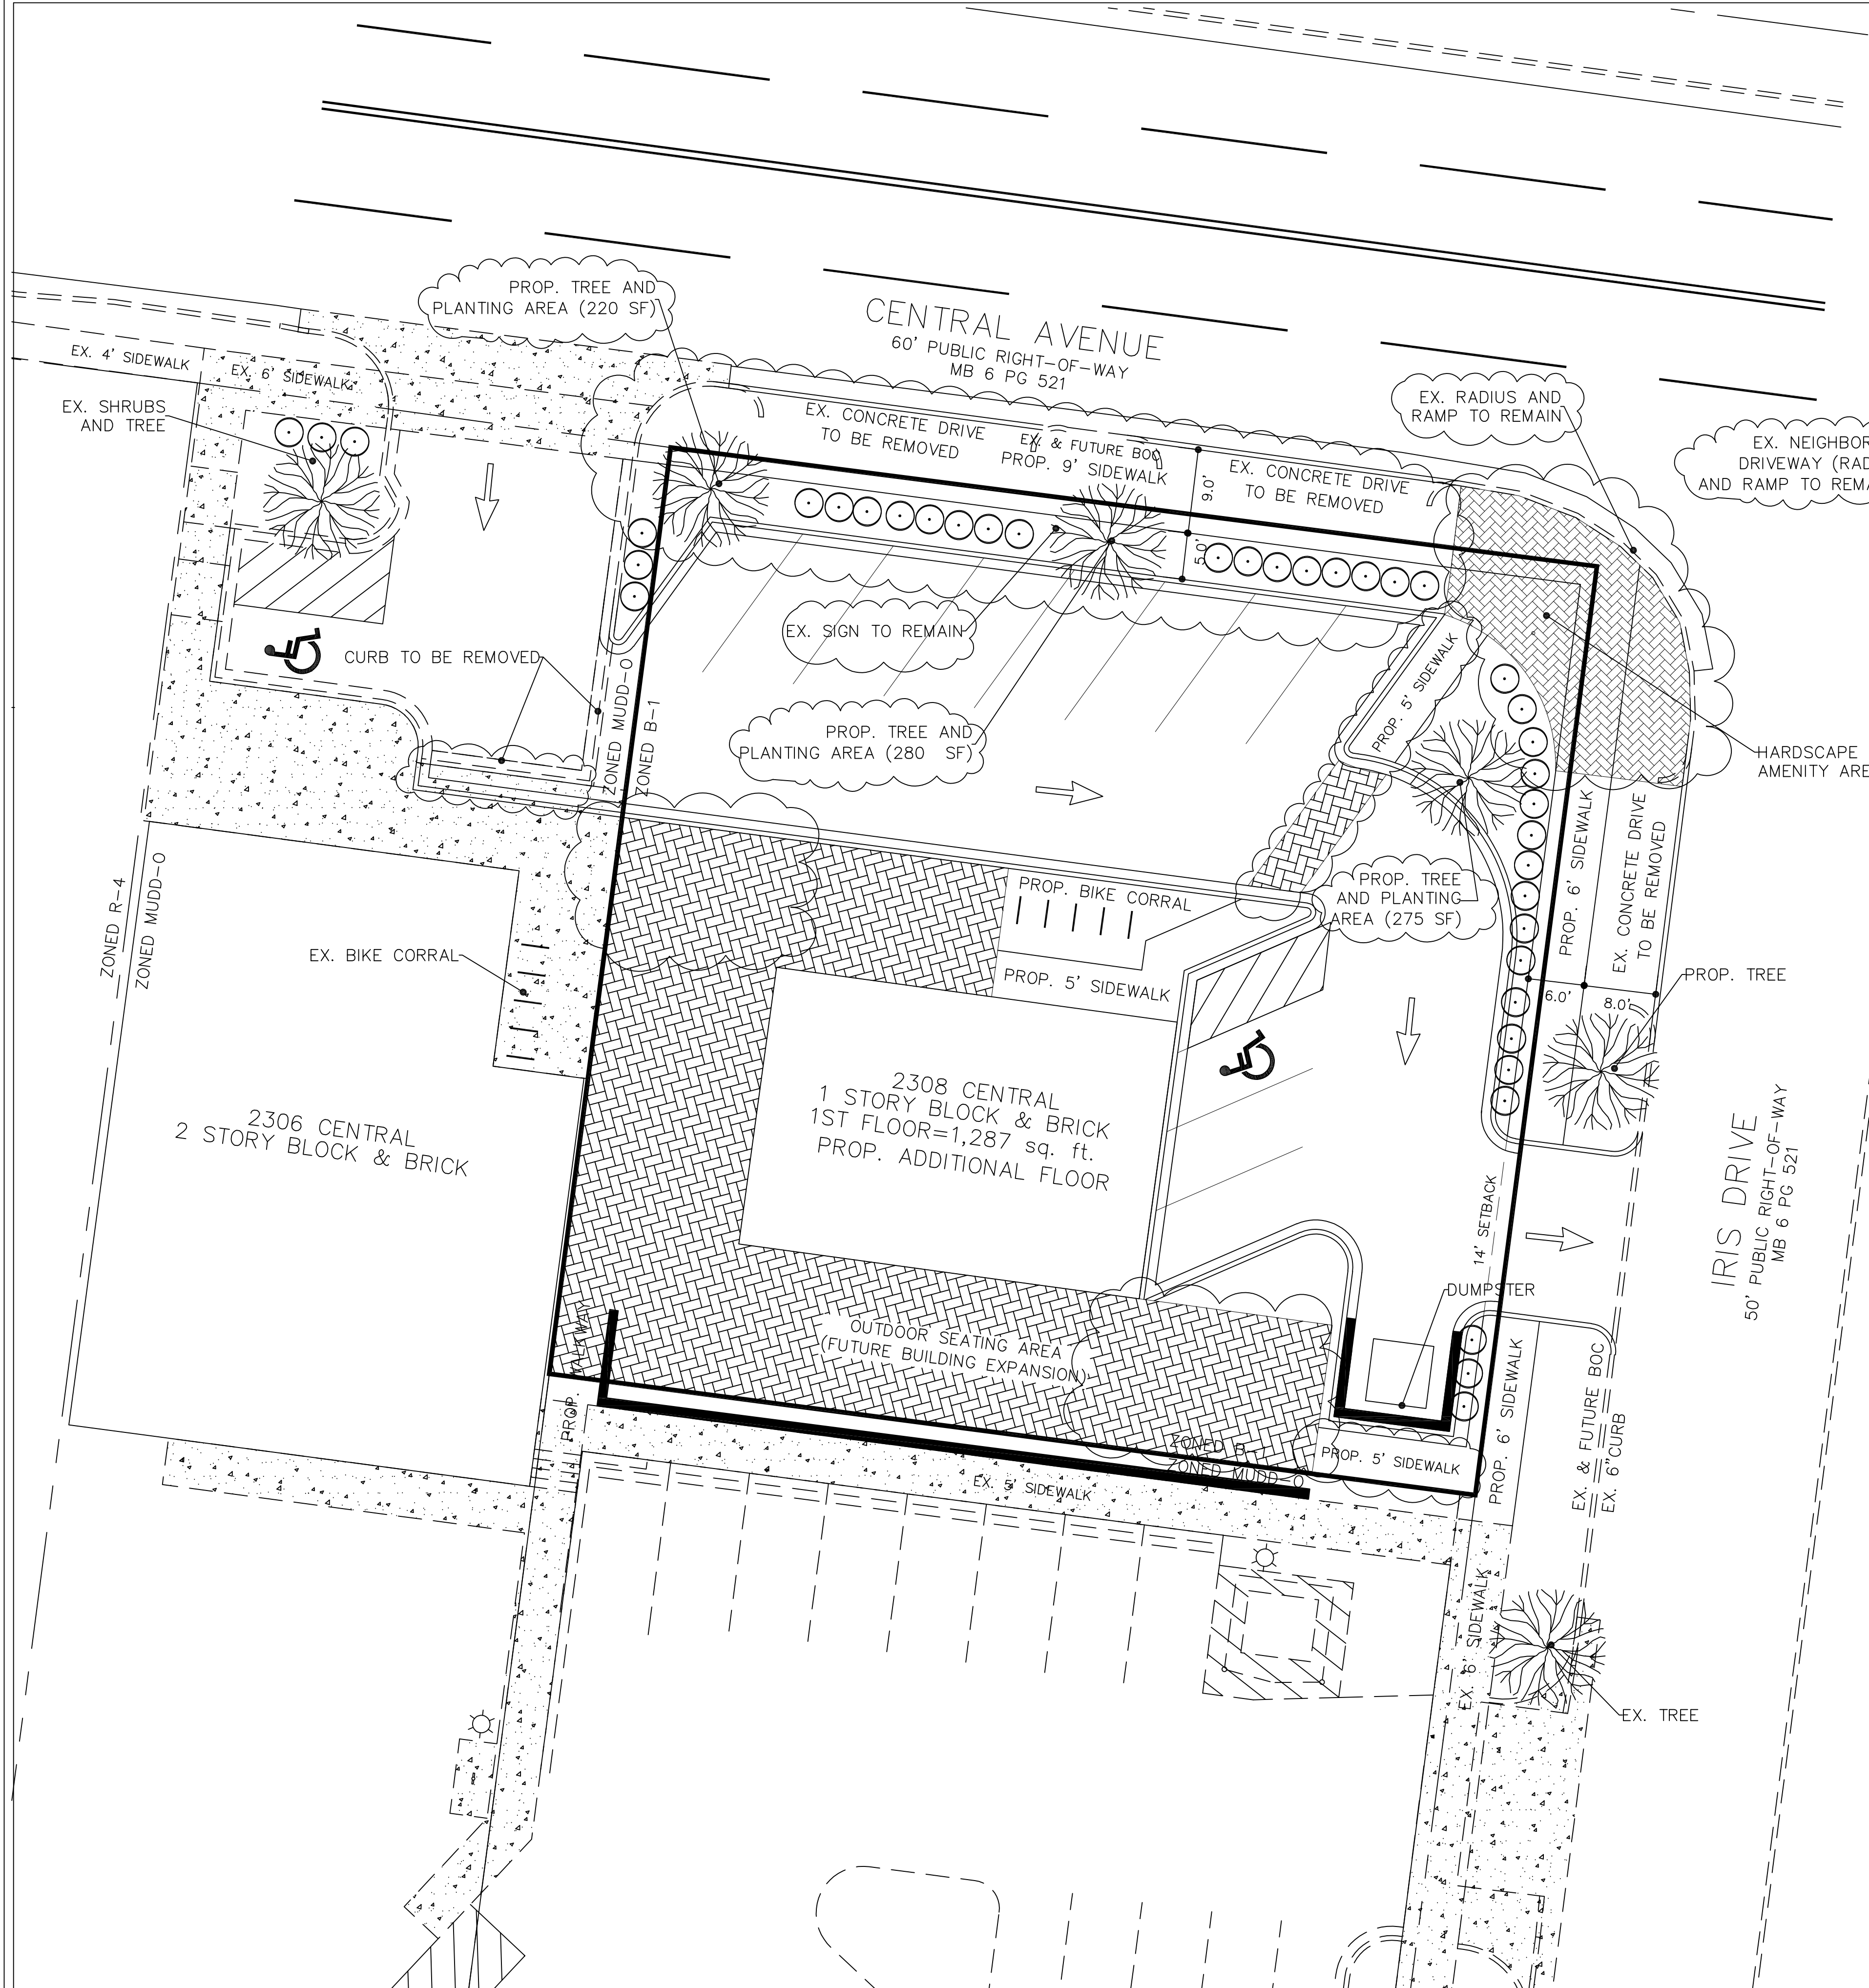 PROP. TREE AND
PLANTING AREA (220 SF)
CENTRAL AVENUE
60' PUBLIC RIGHT-OF-WAY
MB 6 PG 521
EX. 4' SIDEWALK
EX. 6' SIDEWALK
EX. SHRUBS
AND TREE
EX. CONCRETE DRIVE
TO BE REMOVED
EX. & FUTURE BOC
PROP. 9' SIDEWALK
9.0'
5.0'
EX. CONCRETE DRIVE
TO BE REMOVED
EX. RADIUS AND
RAMP TO REMAIN
EX. NEIGHBOR
DRIVEWAY (RAD
AND RAMP TO REMA
EX. SIGN TO REMAIN
CURB TO BE REMOVED
ZONED MUDD-O
ZONED B-1
PROP. TREE AND
PLANTING AREA (280 SF)
PROP. 5' SIDEWALK
HARDSCAPE
AMENITY ARE
PROP. 6' SIDEWALK
EX. CONCRETE DRIVE
TO BE REMOVED
PROP. TREE
AND PLANTING
AREA (275 SF)
PROP. BIKE CORRAL
PROP. 5' SIDEWALK
ZONED R-4
ZONED MUDD-O
EX. BIKE CORRAL
6.0'
8.0'
PROP. TREE
2306 CENTRAL
2 STORY BLOCK & BRICK
2308 CENTRAL
1 STORY BLOCK & BRICK
1ST FLOOR=1,287 sq. ft.
PROP. ADDITIONAL FLOOR
IRIS DRIVE
50' PUBLIC RIGHT-OF-WAY
MB 6 PG 521
14' SETBACK
DUMPSTER
OUTDOOR SEATING AREA
(FUTURE BUILDING EXPANSION)
PROP. WALKWAY
PROP. 6' SIDEWALK
EX. & FUTURE BOC
EX. 6"CURB
ZONED B-
ZONED MUDD-O
PROP. 5' SIDEWALK
EX. 5' SIDEWALK
EX. 6' SIDEWALK
EX. TREE